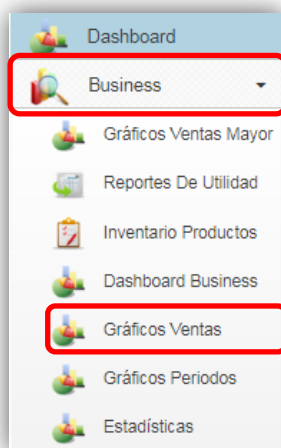 Dashboard
Business
Gráficos Ventas Mayor
Reportes De Utilidad
Inventario Productos
Dashboard Business
Gráficos Ventas
Gráficos Periodos
Estadísticas